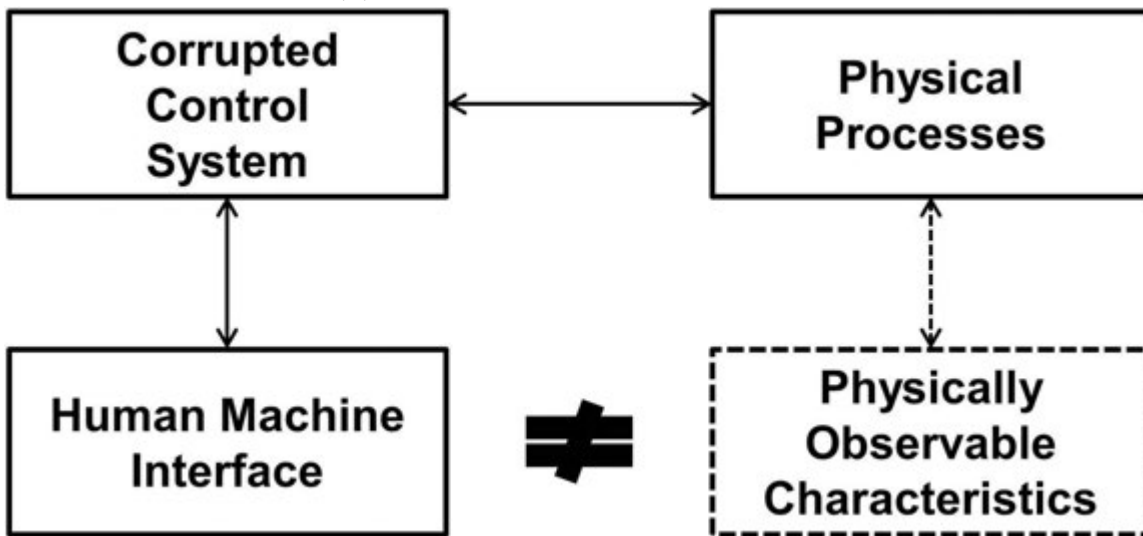 Corrupted
Control
System
Physical
Processes
Human Machine
Interface
≠
Physically
Observable
Characteristics